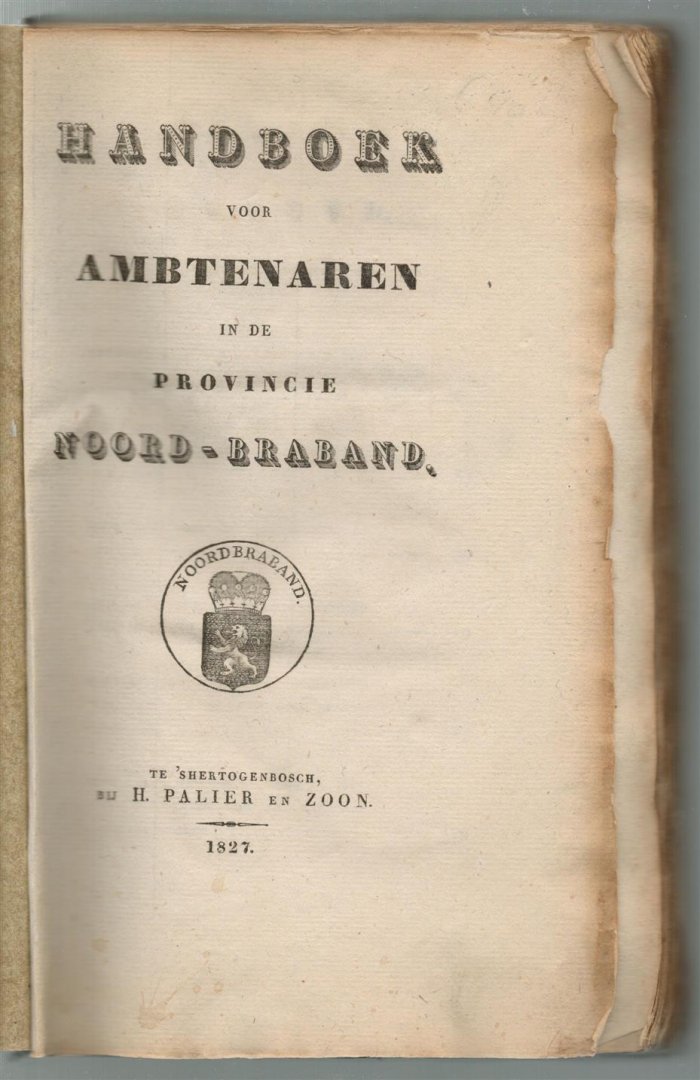 HANDBOEK
VOOR
AMBTENAREN
IN DE
PROVINCIE
NOORD-BRABAND.
NOORDBRABAND.
TE 'SHERTOGENBOSCH,
BIJ H. PALIER EN ZOON.
1827.